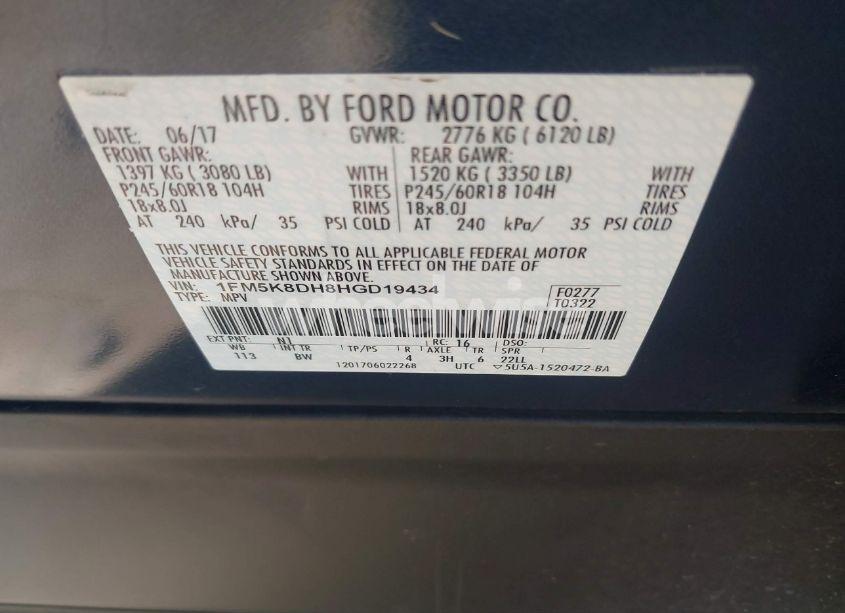 MFD. BY FORD MOTOR CO.
DATE: 06/17 GVWR: 2776 KG ( 6120 LB)
FRONT GAWR: REAR GAWR:
1397 KG ( 3080 LB) WITH 1520 KG ( 3350 LB) WITH
P245/60R18 104H TIRES P245/60R18 104H TIRES
18x8.0J RIMS 18x8.0J RIMS
AT 240 kPa/ 35 PSI COLD AT 240 kPa/ 35 PSI COLD
THIS VEHICLE CONFORMS TO ALL APPLICABLE FEDERAL MOTOR
VEHICLE SAFETY STANDARDS IN EFFECT ON THE DATE OF
MANUFACTURE SHOWN ABOVE.
VIN: 1FM5K8DH8HGD19434 F0277
TYPE: MPV T0322
EXT PNT: N1 RC: 16 DSO:
WB INT TR TP/PS R AXLE TR SPR
113 BW 4 3H 6 22LL
1201706022268 UTC ▽5U5A-1520472-BA